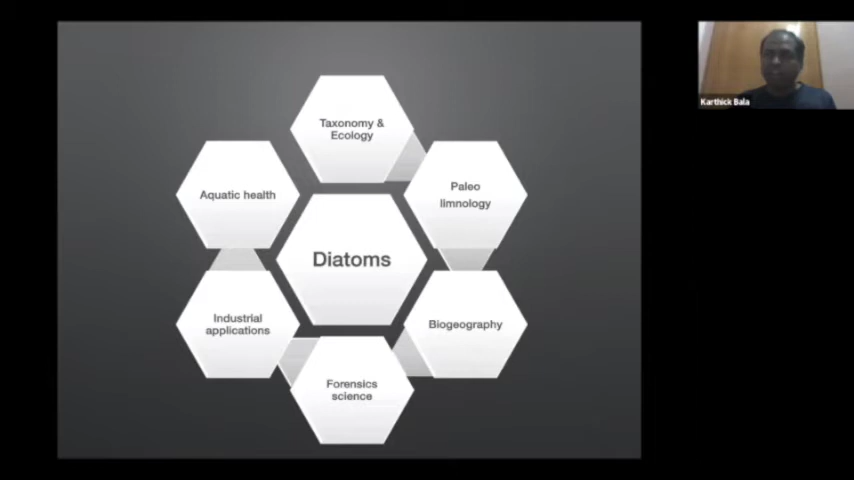 Taxonomy &
Ecology
Aquatic health
Paleo
limnology
Diatoms
Industrial
applications
Biogeography
Forensics
science
Karthick Bala